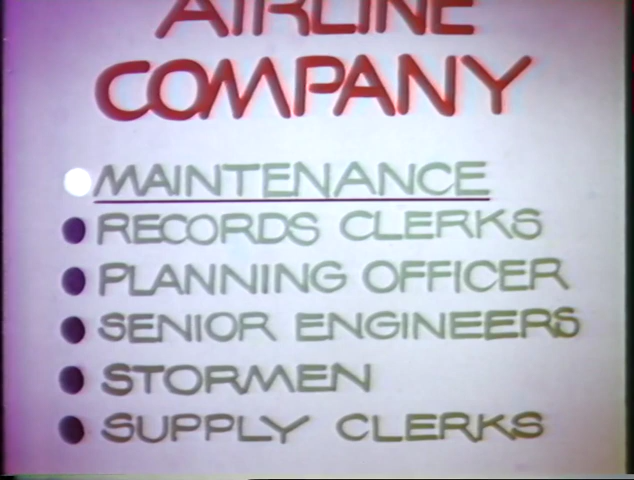 AIRLINE
COMPANY
MAINTENANCE
RECORDS CLERKS
PLANNING OFFICER
SENIOR ENGINEERS
STORMEN
SUPPLY CLERKS